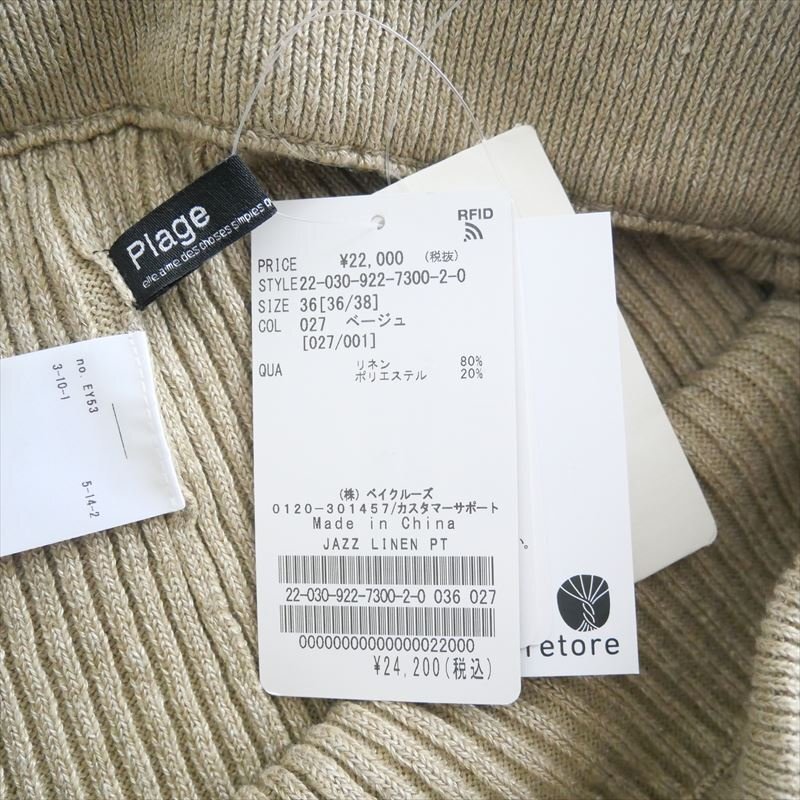 Plage
elle aime des choses simples
no. EY53
3-10-1
5-14-2
RFID
PRICE ¥22,000 (税抜)
STYLE 22-030-922-7300-2-0
SIZE 36[36/38]
COL 027 ベージュ
[027/001]
QUA リネン 80%
ポリエステル 20%
(株) ベイクルーズ
0120-301457/カスタマーサポート
Made in China
JAZZ LINEN PT
22-030-922-7300-2-0 036 027
00000000000000022000
¥24,200(税込)
い。
retore